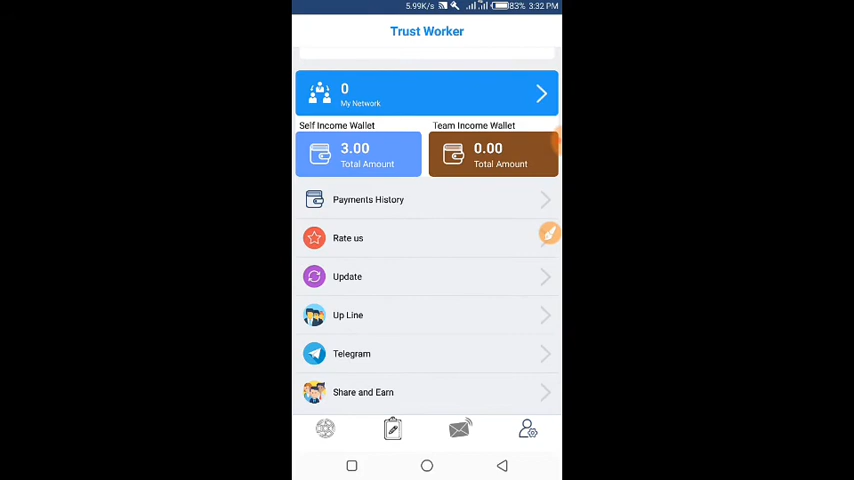 5.99K/s 83% 3:32 PM
Trust Worker
0
My Network
Self Income Wallet Team Income Wallet
3.00 0.00
Total Amount Total Amount
Payments History
Rate us
Update
Up Line
Telegram
Share and Earn